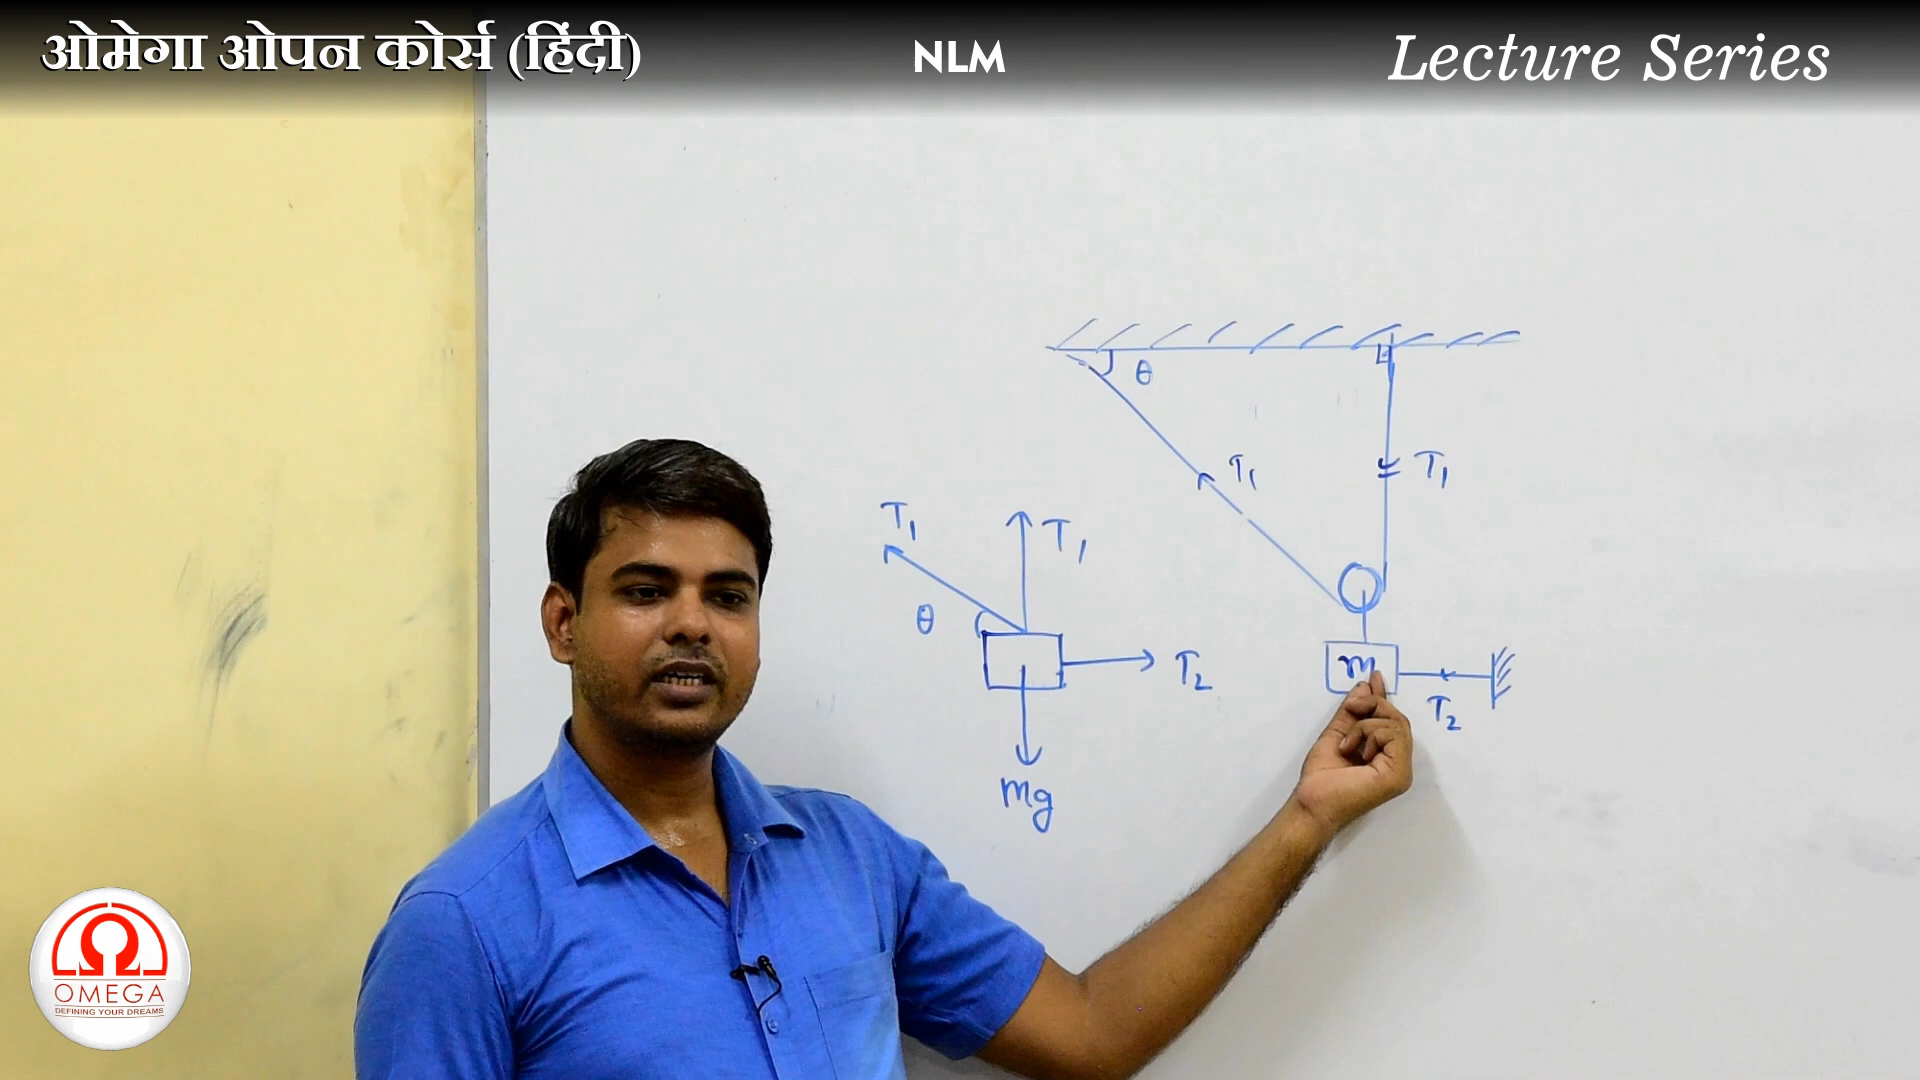 ओमेगा ओपन कोर्स (हिंदी)
NLM
Lecture Series
θ
T₁
T₁
T₁
T₁
θ
T₂
m
T₂
mg
OMEGA
DEFINING YOUR DREAMS